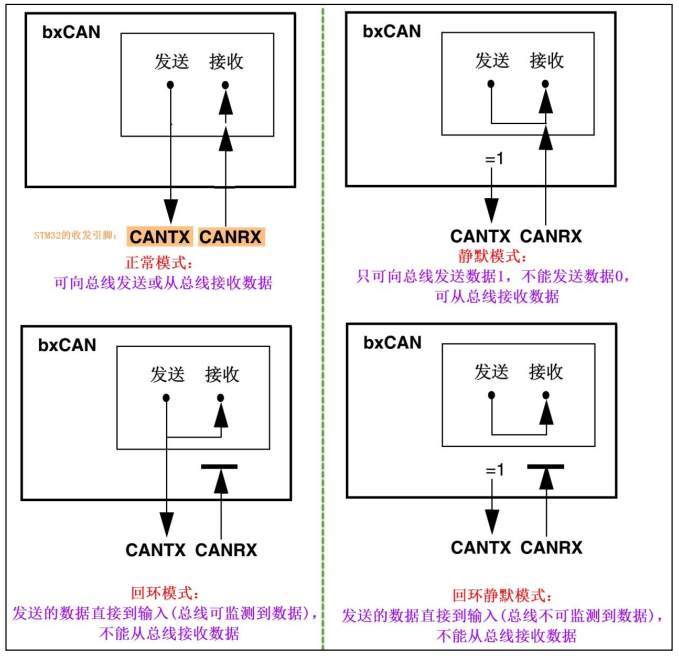 bxCAN
发送 接收
STM32的收发引脚: CANTX CANRX
正常模式:
可向总线发送或从总线接收数据
bxCAN
发送 接收
=1
CANTX CANRX
静默模式:
只可向总线发送数据1, 不能发送数据0,
可从总线接收数据
bxCAN
发送 接收
CANTX CANRX
回环模式:
发送的数据直接到输入(总线可监测到数据),
不能从总线接收数据
bxCAN
发送 接收
=1
CANTX CANRX
回环静默模式:
发送的数据直接到输入(总线不可监测到数据),
不能从总线接收数据